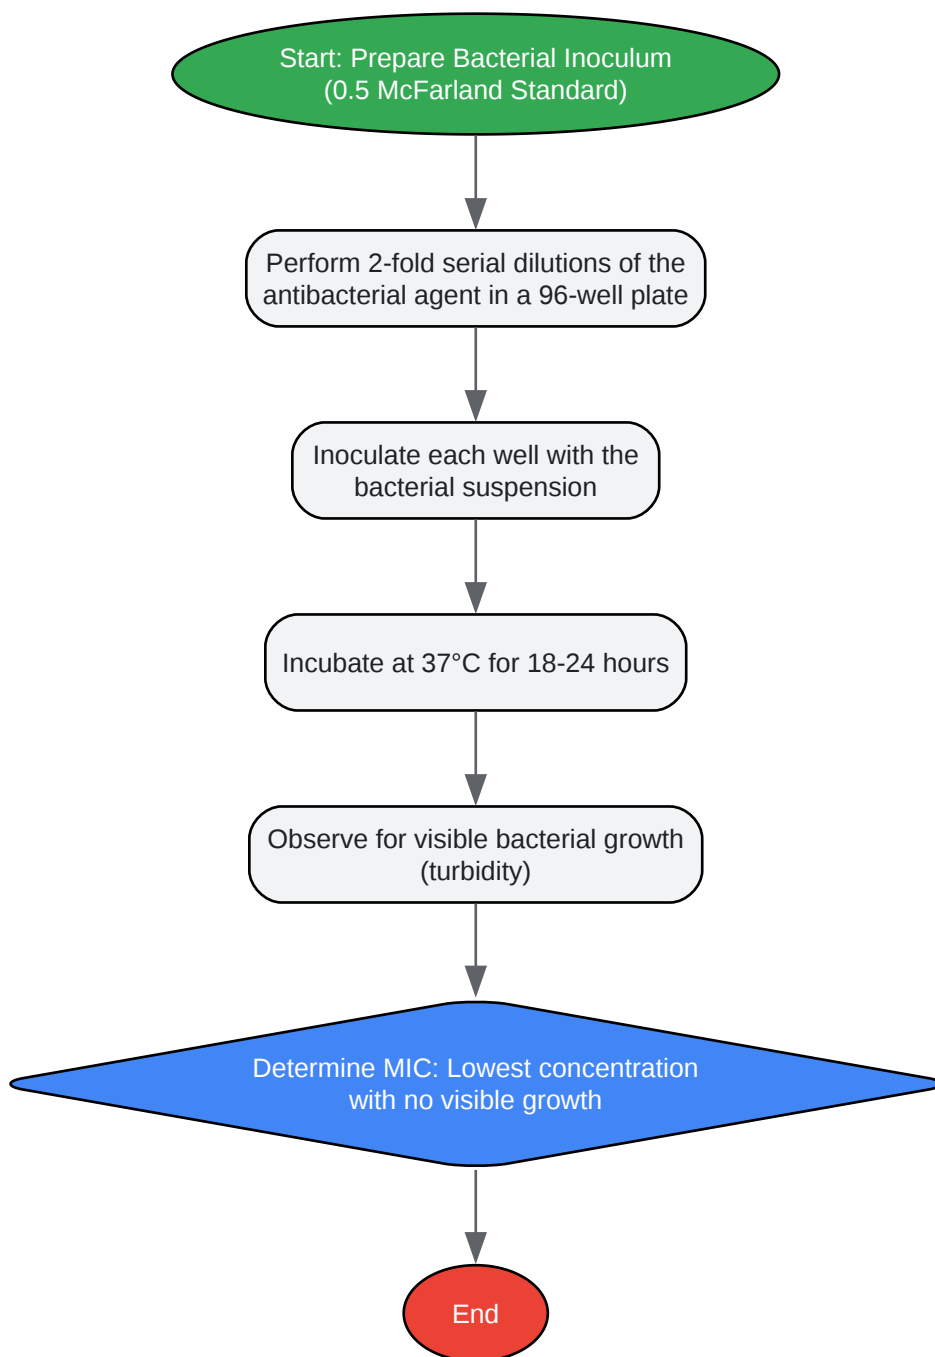 Start: Prepare Bacterial Inoculum
(0.5 McFarland Standard)
Perform 2-fold serial dilutions of the
antibacterial agent in a 96-well plate
Inoculate each well with the
bacterial suspension
Incubate at 37°C for 18-24 hours
Observe for visible bacterial growth
(turbidity)
Determine MIC: Lowest concentration
with no visible growth
End